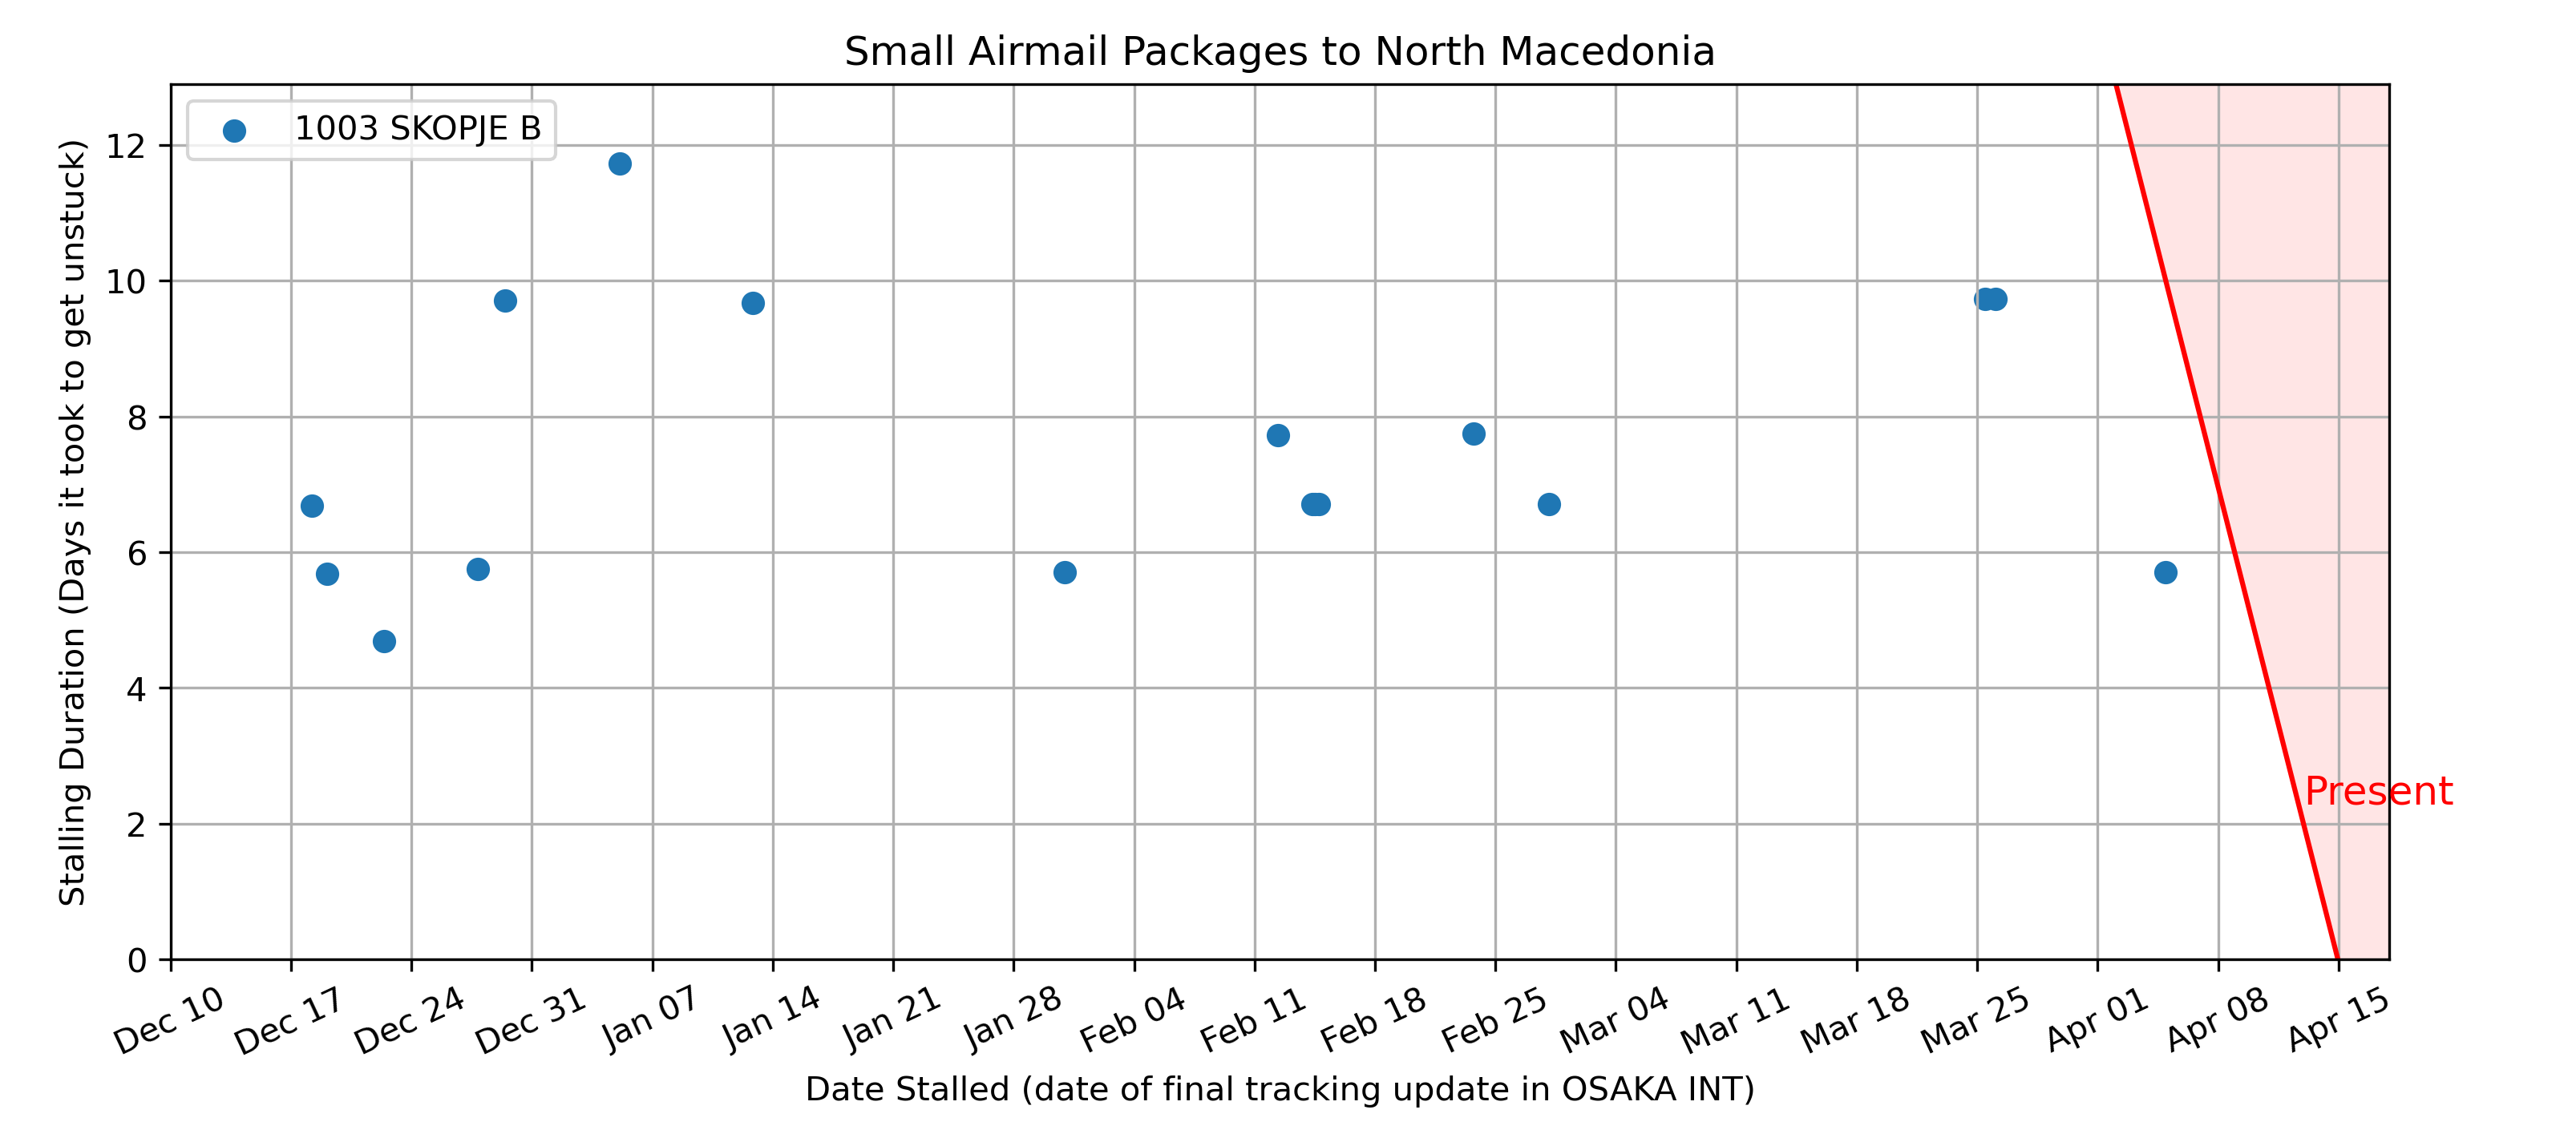 Small Airmail Packages to North Macedonia
1003 SKOPJE B
Stalling Duration (Days it took to get unstuck)
12
10
8
6
4
2
0
Present
Dec 10
Dec 17
Dec 24
Dec 31
Jan 07
Jan 14
Jan 21
Jan 28
Feb 04
Feb 11
Feb 18
Feb 25
Mar 04
Mar 11
Mar 18
Mar 25
Apr 01
Apr 08
Apr 15
Date Stalled (date of final tracking update in OSAKA INT)